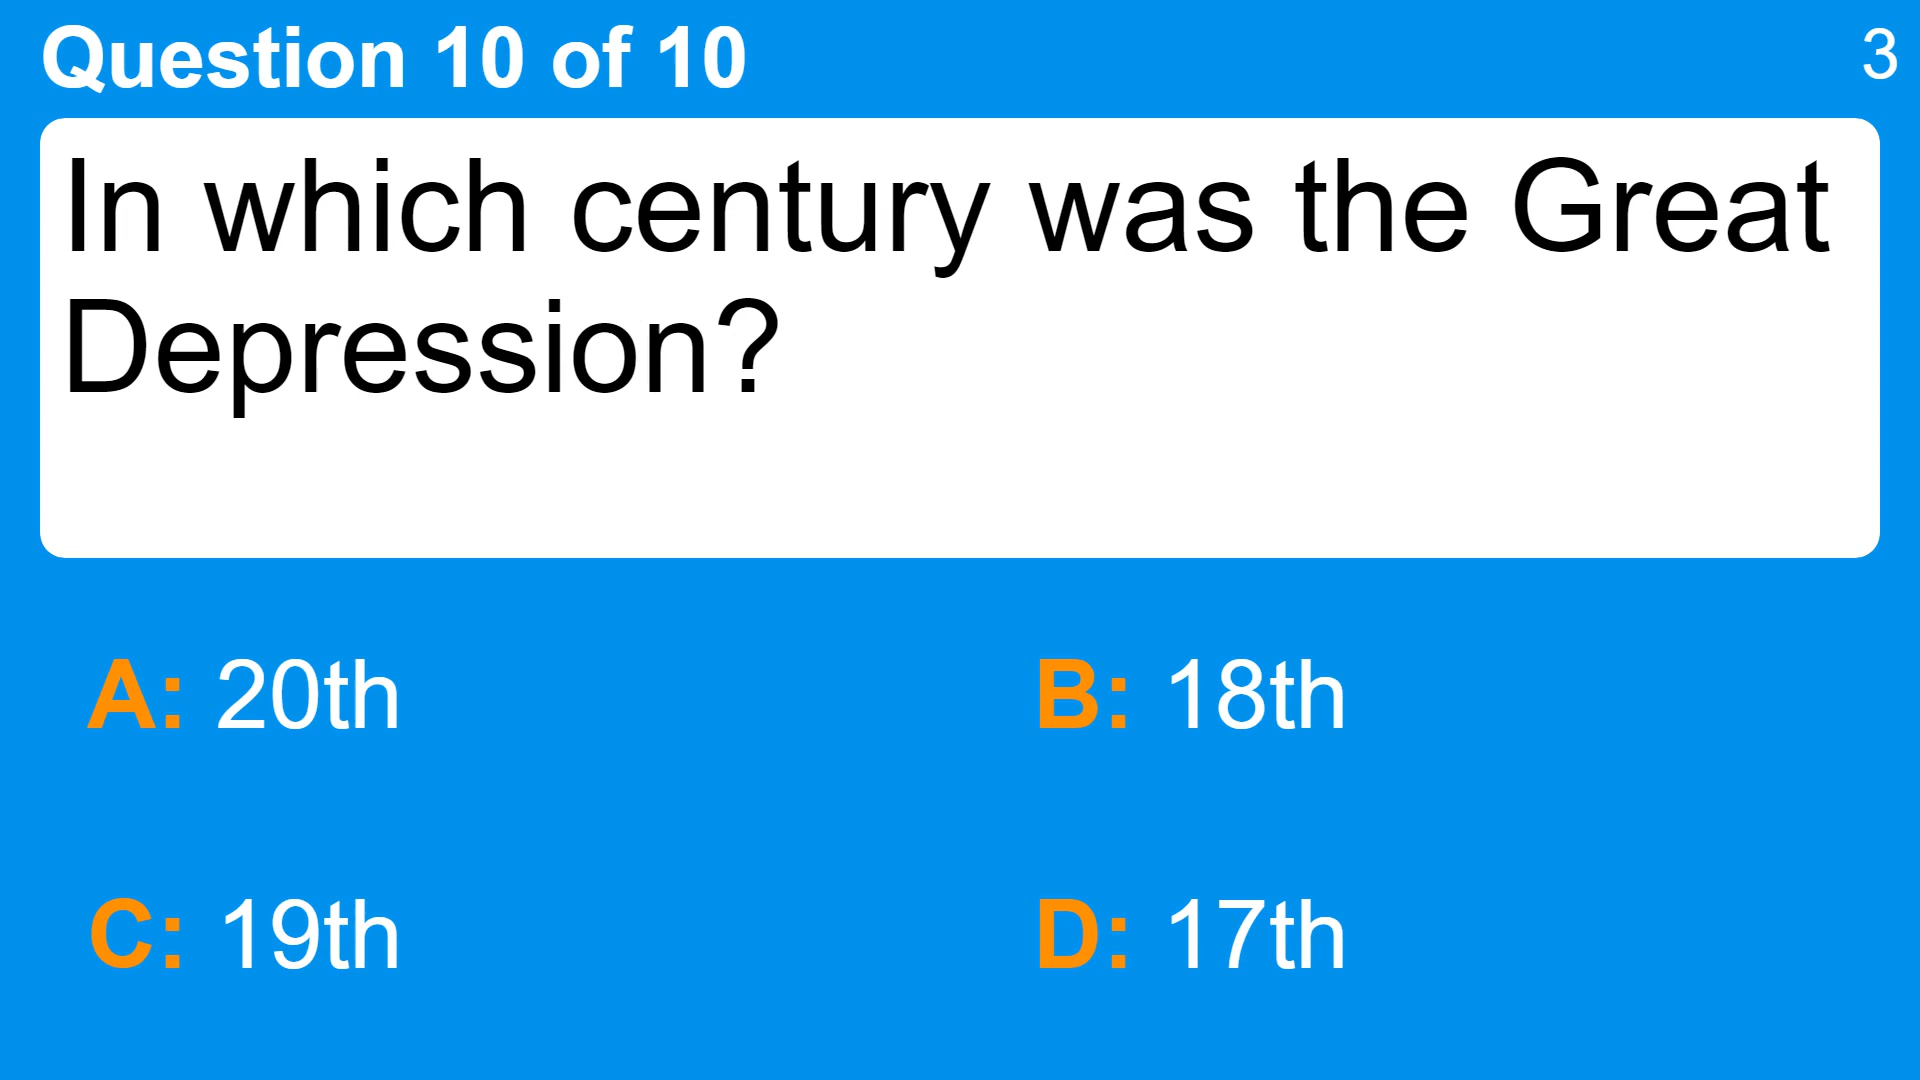 Question 10 of 10
3
In which century was the Great
Depression?
A: 20th
B: 18th
C: 19th
D: 17th